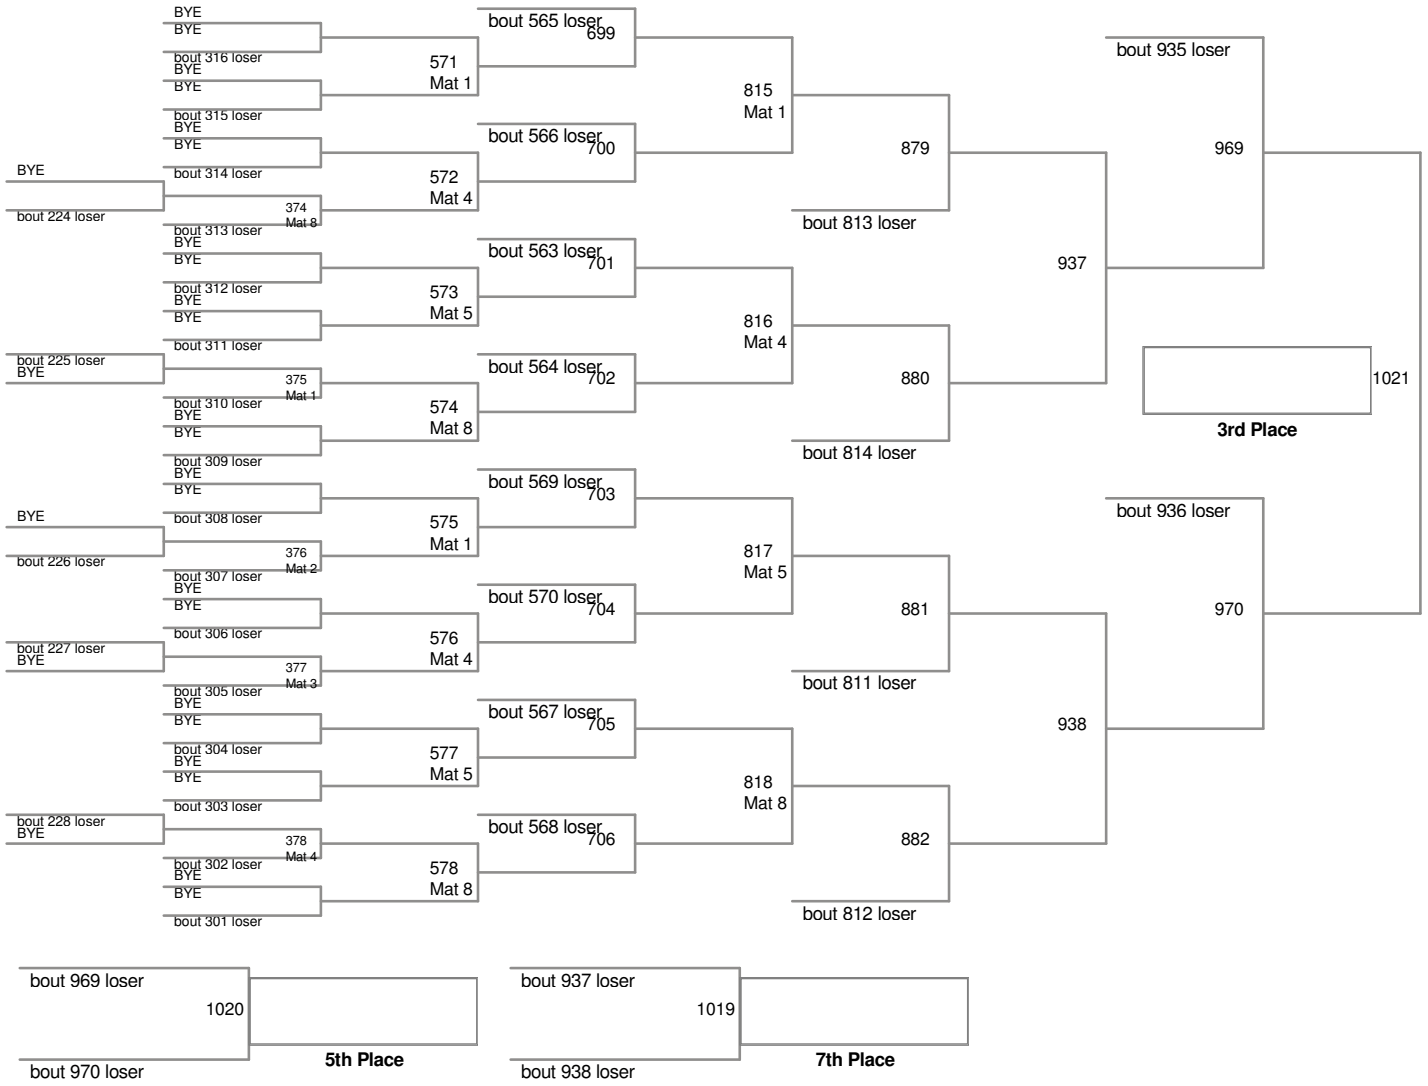 BYE
BYE
bout 316 loser
BYE
BYE
bout 315 loser
BYE
BYE
bout 314 loser
BYE
bout 224 loser
374
Mat 8
bout 313 loser
BYE
BYE
bout 312 loser
BYE
BYE
bout 311 loser
bout 225 loser
BYE
375
Mat 1
bout 310 loser
BYE
BYE
bout 309 loser
BYE
BYE
bout 308 loser
BYE
bout 226 loser
376
Mat 2
bout 307 loser
BYE
BYE
bout 306 loser
bout 227 loser
BYE
377
Mat 3
bout 305 loser
BYE
BYE
bout 304 loser
BYE
BYE
bout 303 loser
bout 228 loser
BYE
378
Mat 4
bout 302 loser
BYE
BYE
bout 301 loser
571
Mat 1
572
Mat 4
573
Mat 5
574
Mat 8
575
Mat 1
576
Mat 4
577
Mat 5
578
Mat 8
bout 565 loser
699
bout 566 loser
700
bout 563 loser
701
bout 564 loser
702
bout 569 loser
703
bout 570 loser
704
bout 567 loser
705
bout 568 loser
706
815
Mat 1
816
Mat 4
817
Mat 5
818
Mat 8
879
bout 813 loser
880
bout 814 loser
881
bout 811 loser
882
bout 812 loser
937
938
bout 935 loser
969
bout 936 loser
970
1021
3rd Place
bout 969 loser
1020
bout 970 loser
5th Place
bout 937 loser
1019
bout 938 loser
7th Place